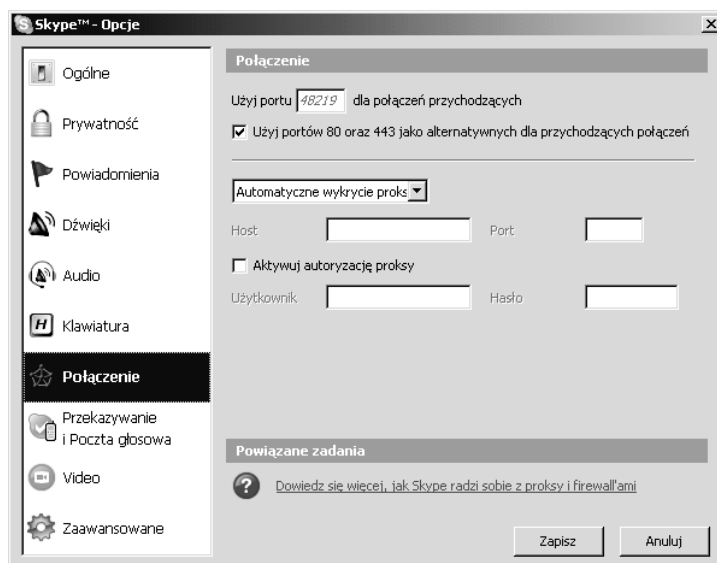 Skype™ - Opcje
Ogólne
Prywatność
Powiadomienia
Dźwięki
Audio
Klawiatura
Połączenie
Przekazywanie
i Poczta głosowa
Video
Zaawansowane
Połączenie
Użyj portu 48219 dla połączeń przychodzących
Użyj portów 80 oraz 443 jako alternatywnych dla przychodzących połączeń
Automatyczne wykrycie proks
Host
Port
Aktywuj autoryzację proksy
Użytkownik
Hasło
Powiązane zadania
Dowiedz się więcej, jak Skype radzi sobie z proksy i firewall'ami
Zapisz
Anuluj